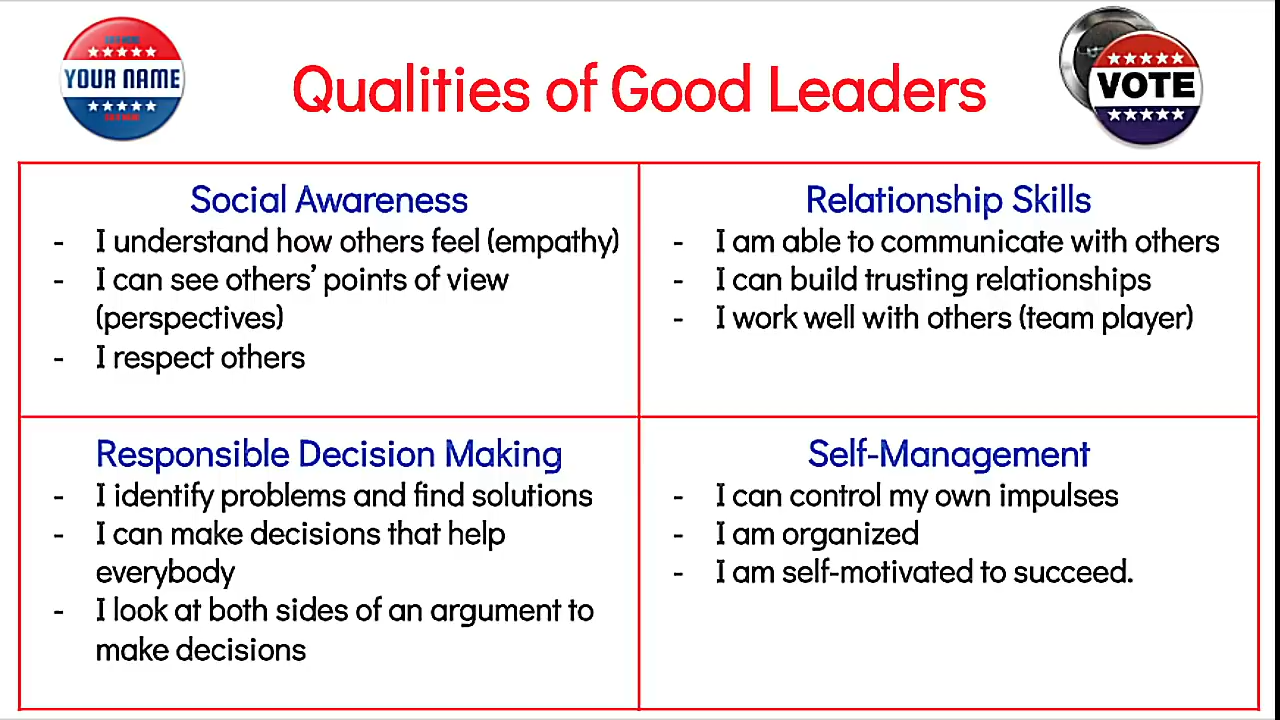 YOUR NAME
Qualities of Good Leaders
VOTE
Social Awareness
- I understand how others feel (empathy)
- I can see others’ points of view
(perspectives)
- I respect others
Relationship Skills
- I am able to communicate with others
- I can build trusting relationships
- I work well with others (team player)
Responsible Decision Making
- I identify problems and find solutions
- I can make decisions that help
everybody
- I look at both sides of an argument to
make decisions
Self-Management
- I can control my own impulses
- I am organized
- I am self-motivated to succeed.